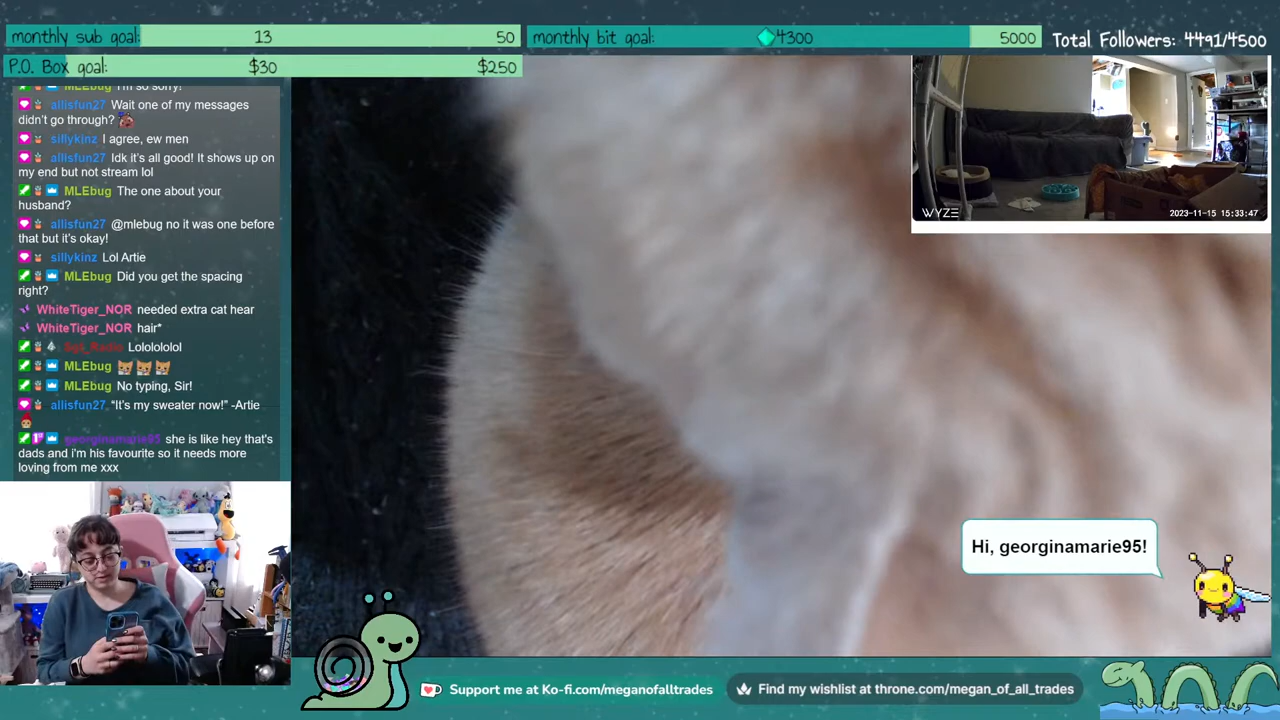 monthly sub goal: 13 50
monthly bit goal: 4300 5000
Total Followers: 4491/4500
P.O. Box goal: $30 $250
MLEbug I'm so sorry!
allisfun27 Wait one of my messages
didn't go through?
sillykinz I agree, ew men
allisfun27 Idk it's all good! It shows up on
my end but not stream lol
MLEbug The one about your
husband?
allisfun27 @mlebug no it was one before
that but it's okay!
sillykinz Lol Artie
MLEbug Did you get the spacing
right?
WhiteTiger_NOR needed extra cat hear
WhiteTiger_NOR hair*
Sgt_Radio Lolololololol
MLEbug
MLEbug No typing, Sir!
allisfun27 “It's my sweater now!” -Artie
georginamarie95 she is like hey that's
dads and i'm his favourite so it needs more
loving from me xxx
WYZE
2023-11-15 15:33:47
Hi, georginamarie95!
Support me at Ko-fi.com/meganofalltrades
Find my wishlist at throne.com/megan_of_all_trades